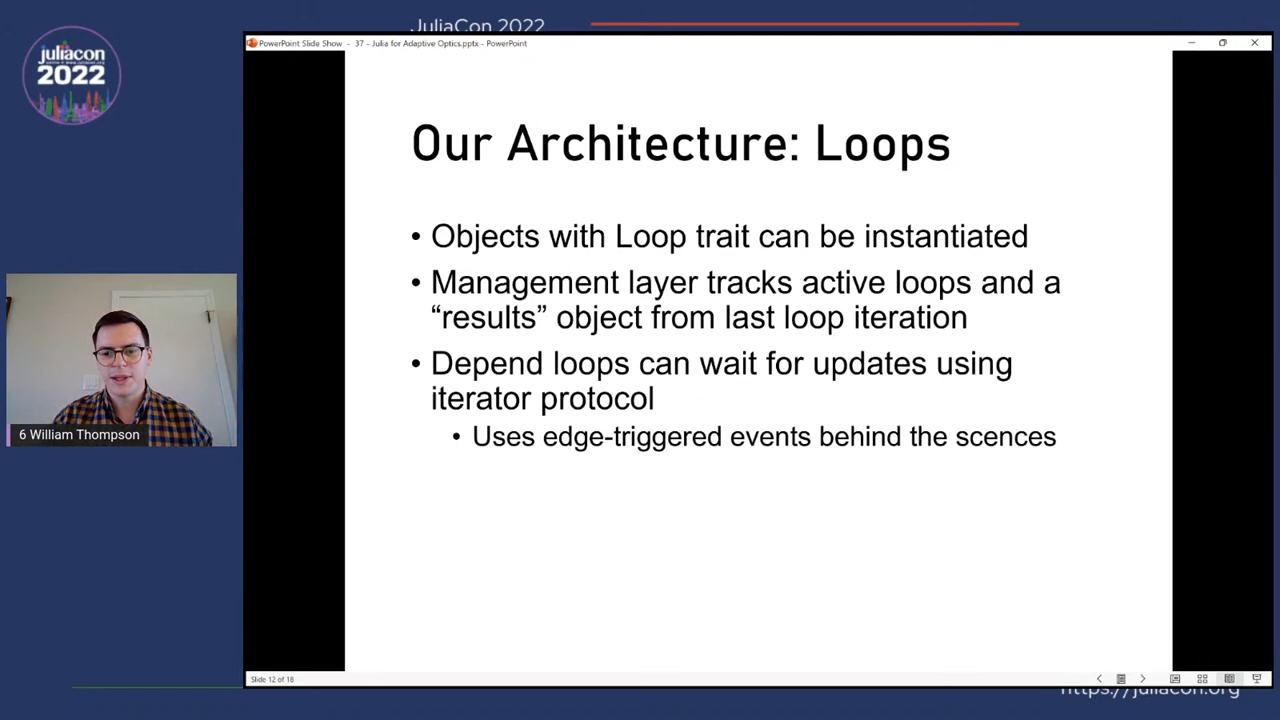 JuliaCon 2022
juliacon
2022
PowerPoint Slide Show - 37 - Julia for Adaptive Optics.pptx - PowerPoint
Our Architecture: Loops
• Objects with Loop trait can be instantiated
• Management layer tracks active loops and a
“results” object from last loop iteration
• Depend loops can wait for updates using
iterator protocol
• Uses edge-triggered events behind the scences
6 William Thompson
Slide 12 of 18
https://juliacon.org